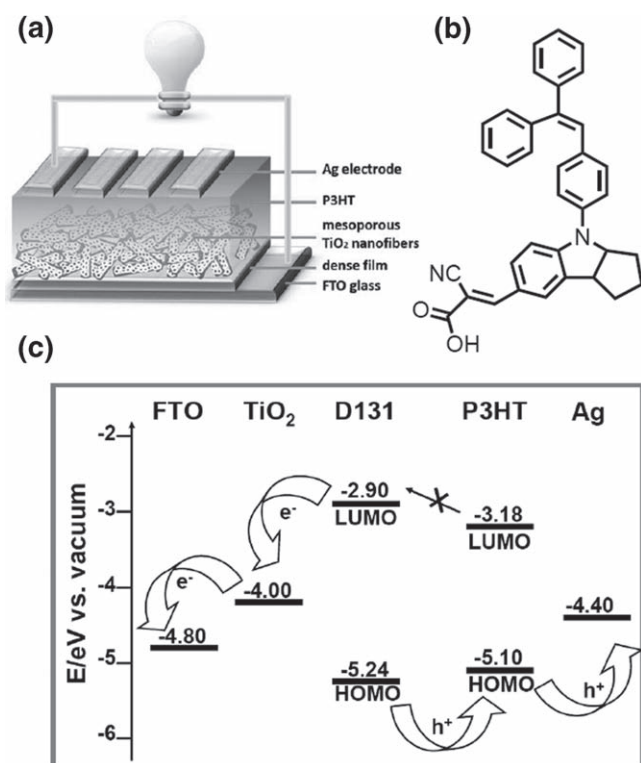 (a)
Ag electrode
P3HT
mesoporous
TiO₂ nanofibers
dense film
FTO glass
(b)
N
NC
O
OH
(c)
FTO TiO₂ D131 P3HT Ag
E/eV vs. vacuum
-2
-3
-4
-5
-6
-2.90
LUMO
-3.18
LUMO
e-
e-
-4.00
-4.40
-4.80
-5.24
HOMO
-5.10
HOMO
h+
h+